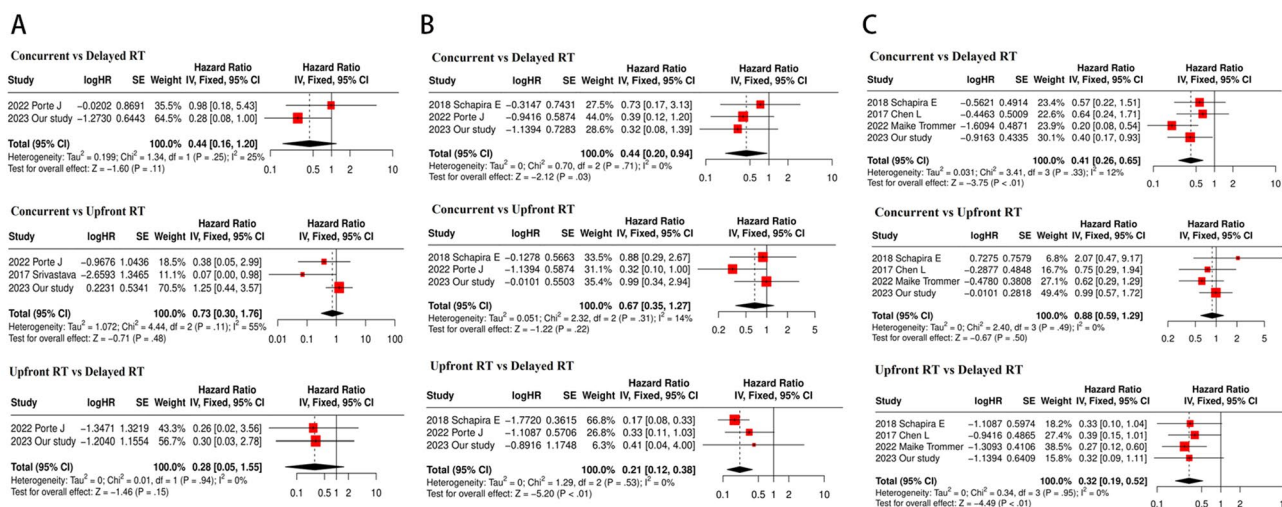 A
Concurrent vs Delayed RT
Hazard Ratio Hazard Ratio
Study logHR SE Weight IV, Fixed, 95% CI IV, Fixed, 95% CI
2022 Porte J −0.0202 0.8691 35.5% 0.98 [0.18, 5.43]
2023 Our study −1.2730 0.6443 64.5% 0.28 [0.08, 1.00]
Total (95% CI) 100.0% 0.44 [0.16, 1.20]
Heterogeneity: Tau² = 0.199; Chi² = 1.34, df = 1 (P = .25); I² = 25%
Test for overall effect: Z = −1.60 (P = .11)
0.1 0.5 1 2 10
Concurrent vs Upfront RT
Hazard Ratio Hazard Ratio
Study logHR SE Weight IV, Fixed, 95% CI IV, Fixed, 95% CI
2022 Porte J −0.9676 1.0436 18.5% 0.38 [0.05, 2.99]
2017 Srivastava −2.6593 1.3465 11.1% 0.07 [0.00, 0.98]
2023 Our study 0.2231 0.5341 70.5% 1.25 [0.44, 3.57]
Total (95% CI) 100.0% 0.73 [0.30, 1.76]
Heterogeneity: Tau² = 1.072; Chi² = 4.44, df = 2 (P = .11); I² = 55%
Test for overall effect: Z = −0.71 (P = .48)
0.01 0.1 1 10 100
Upfront RT vs Delayed RT
Hazard Ratio Hazard Ratio
Study logHR SE Weight IV, Fixed, 95% CI IV, Fixed, 95% CI
2022 Porte J −1.3471 1.3219 43.3% 0.26 [0.02, 3.56]
2023 Our study −1.2040 1.1554 56.7% 0.30 [0.03, 2.78]
Total (95% CI) 100.0% 0.28 [0.05, 1.55]
Heterogeneity: Tau² = 0; Chi² = 0.01, df = 1 (P = .94); I² = 0%
Test for overall effect: Z = −1.46 (P = .15)
0.1 0.5 1 2 10
B
Concurrent vs Delayed RT
Hazard Ratio Hazard Ratio
Study logHR SE Weight IV, Fixed, 95% CI IV, Fixed, 95% CI
2018 Schapira E −0.3147 0.7431 27.5% 0.73 [0.17, 3.13]
2022 Porte J −0.9416 0.5874 44.0% 0.39 [0.12, 1.20]
2023 Our study −1.1394 0.7283 28.6% 0.32 [0.08, 1.39]
Total (95% CI) 100.0% 0.44 [0.20, 0.94]
Heterogeneity: Tau² = 0; Chi² = 0.70, df = 2 (P = .71); I² = 0%
Test for overall effect: Z = −2.12 (P = .03)
0.1 0.5 1 2 10
Concurrent vs Upfront RT
Hazard Ratio Hazard Ratio
Study logHR SE Weight IV, Fixed, 95% CI IV, Fixed, 95% CI
2018 Schapira E −0.1278 0.5663 33.5% 0.88 [0.29, 2.67]
2022 Porte J −1.1394 0.5874 31.1% 0.32 [0.10, 1.00]
2023 Our study −0.0101 0.5503 35.4% 0.99 [0.34, 2.94]
Total (95% CI) 100.0% 0.67 [0.35, 1.27]
Heterogeneity: Tau² = 0.051; Chi² = 2.32, df = 2 (P = .31); I² = 14%
Test for overall effect: Z = −1.22 (P = .22)
0.2 0.5 1 2 5
Upfront RT vs Delayed RT
Hazard Ratio Hazard Ratio
Study logHR SE Weight IV, Fixed, 95% CI IV, Fixed, 95% CI
2018 Schapira E −1.7720 0.3615 66.8% 0.17 [0.08, 0.33]
2022 Porte J −1.1087 0.5706 26.8% 0.33 [0.11, 1.03]
2023 Our study −0.8916 1.1748 6.3% 0.41 [0.04, 4.00]
Total (95% CI) 100.0% 0.21 [0.12, 0.38]
Heterogeneity: Tau² = 0; Chi² = 1.29, df = 2 (P = .53); I² = 0%
Test for overall effect: Z = −5.20 (P < .01)
0.1 0.5 1 2 10
C
Concurrent vs Delayed RT
Hazard Ratio Hazard Ratio
Study logHR SE Weight IV, Fixed, 95% CI IV, Fixed, 95% CI
2018 Schapira E −0.5621 0.4914 23.4% 0.57 [0.22, 1.51]
2017 Chen L −0.4463 0.5009 22.6% 0.64 [0.24, 1.71]
2022 Maike Trommer −1.6094 0.4871 23.9% 0.20 [0.08, 0.54]
2023 Our study −0.9163 0.4335 30.1% 0.40 [0.17, 0.93]
Total (95% CI) 100.0% 0.41 [0.26, 0.65]
Heterogeneity: Tau² = 0.031; Chi² = 3.41, df = 3 (P = .33); I² = 12%
Test for overall effect: Z = −3.75 (P < .01)
0.1 0.5 1 2 10
Concurrent vs Upfront RT
Hazard Ratio Hazard Ratio
Study logHR SE Weight IV, Fixed, 95% CI IV, Fixed, 95% CI
2018 Schapira E 0.7275 0.7579 6.8% 2.07 [0.47, 9.17]
2017 Chen L −0.2877 0.4848 16.7% 0.75 [0.29, 1.94]
2022 Maike Trommer −0.4780 0.3808 27.1% 0.62 [0.29, 1.29]
2023 Our study −0.0101 0.2818 49.4% 0.99 [0.57, 1.72]
Total (95% CI) 100.0% 0.88 [0.59, 1.29]
Heterogeneity: Tau² = 0; Chi² = 2.40, df = 3 (P = .49); I² = 0%
Test for overall effect: Z = −0.67 (P = .50)
0.2 0.5 1 2 5
Upfront RT vs Delayed RT
Hazard Ratio Hazard Ratio
Study logHR SE Weight IV, Fixed, 95% CI IV, Fixed, 95% CI
2018 Schapira E −1.1087 0.5974 18.2% 0.33 [0.10, 1.04]
2017 Chen L −0.9416 0.4865 27.4% 0.39 [0.15, 1.01]
2022 Maike Trommer −1.3093 0.4106 38.5% 0.27 [0.12, 0.60]
2023 Our study −1.1394 0.6409 15.8% 0.32 [0.09, 1.11]
Total (95% CI) 100.0% 0.32 [0.19, 0.52]
Heterogeneity: Tau² = 0; Chi² = 0.34, df = 3 (P = .95); I² = 0%
Test for overall effect: Z = −4.49 (P < .01)
0.1 0.5 1 2 10